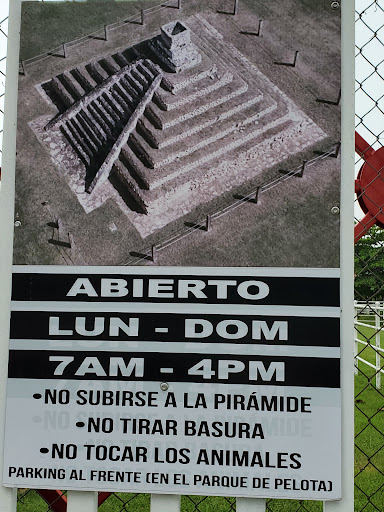 ABIERTO
LUN - DOM
7AM - 4PM
•NO SUBIRSE A LA PIRÁMIDE
•NO TIRAR BASURA
•NO TOCAR LOS ANIMALES
PARKING AL FRENTE (EN EL PARQUE DE PELOTA)